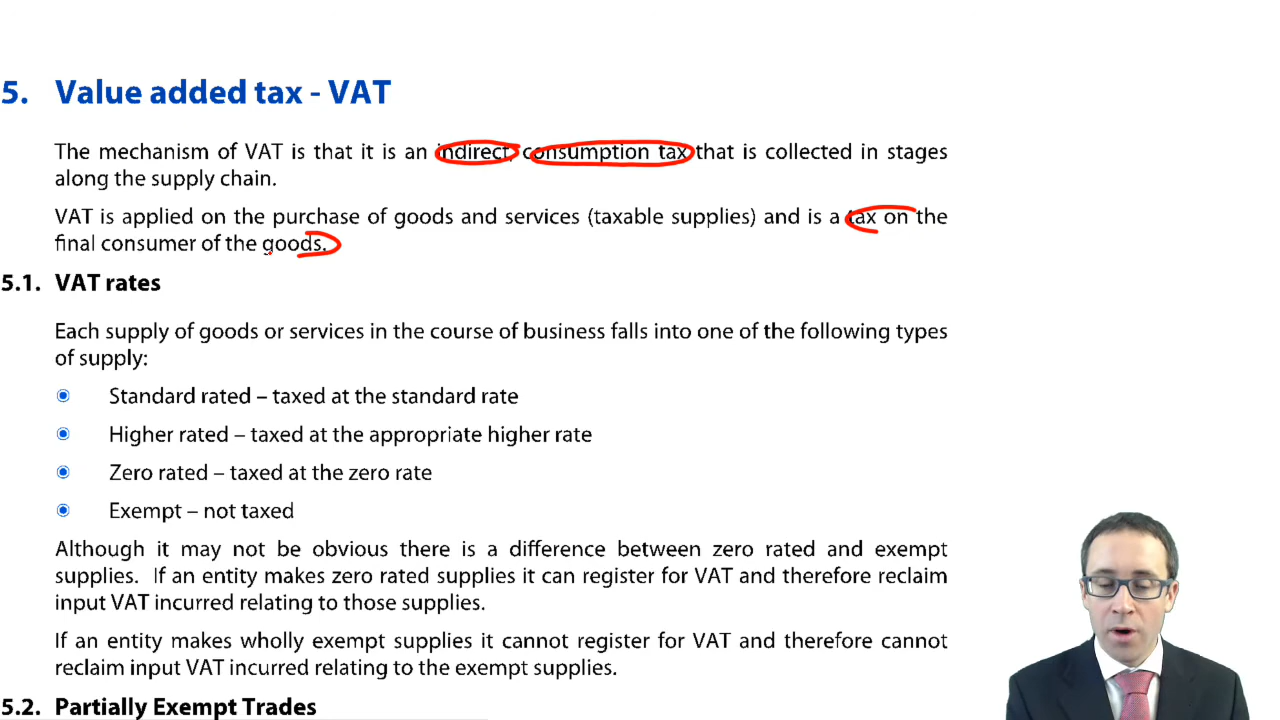 5. Value added tax - VAT
The mechanism of VAT is that it is an indirect, consumption tax that is collected in stages
along the supply chain.
VAT is applied on the purchase of goods and services (taxable supplies) and is a tax on the
final consumer of the goods.
5.1. VAT rates
Each supply of goods or services in the course of business falls into one of the following types
of supply:
Standard rated – taxed at the standard rate
Higher rated – taxed at the appropriate higher rate
Zero rated – taxed at the zero rate
Exempt – not taxed
Although it may not be obvious there is a difference between zero rated and exempt
supplies. If an entity makes zero rated supplies it can register for VAT and therefore reclaim
input VAT incurred relating to those supplies.
If an entity makes wholly exempt supplies it cannot register for VAT and therefore cannot
reclaim input VAT incurred relating to the exempt supplies.
5.2. Partially Exempt Trades